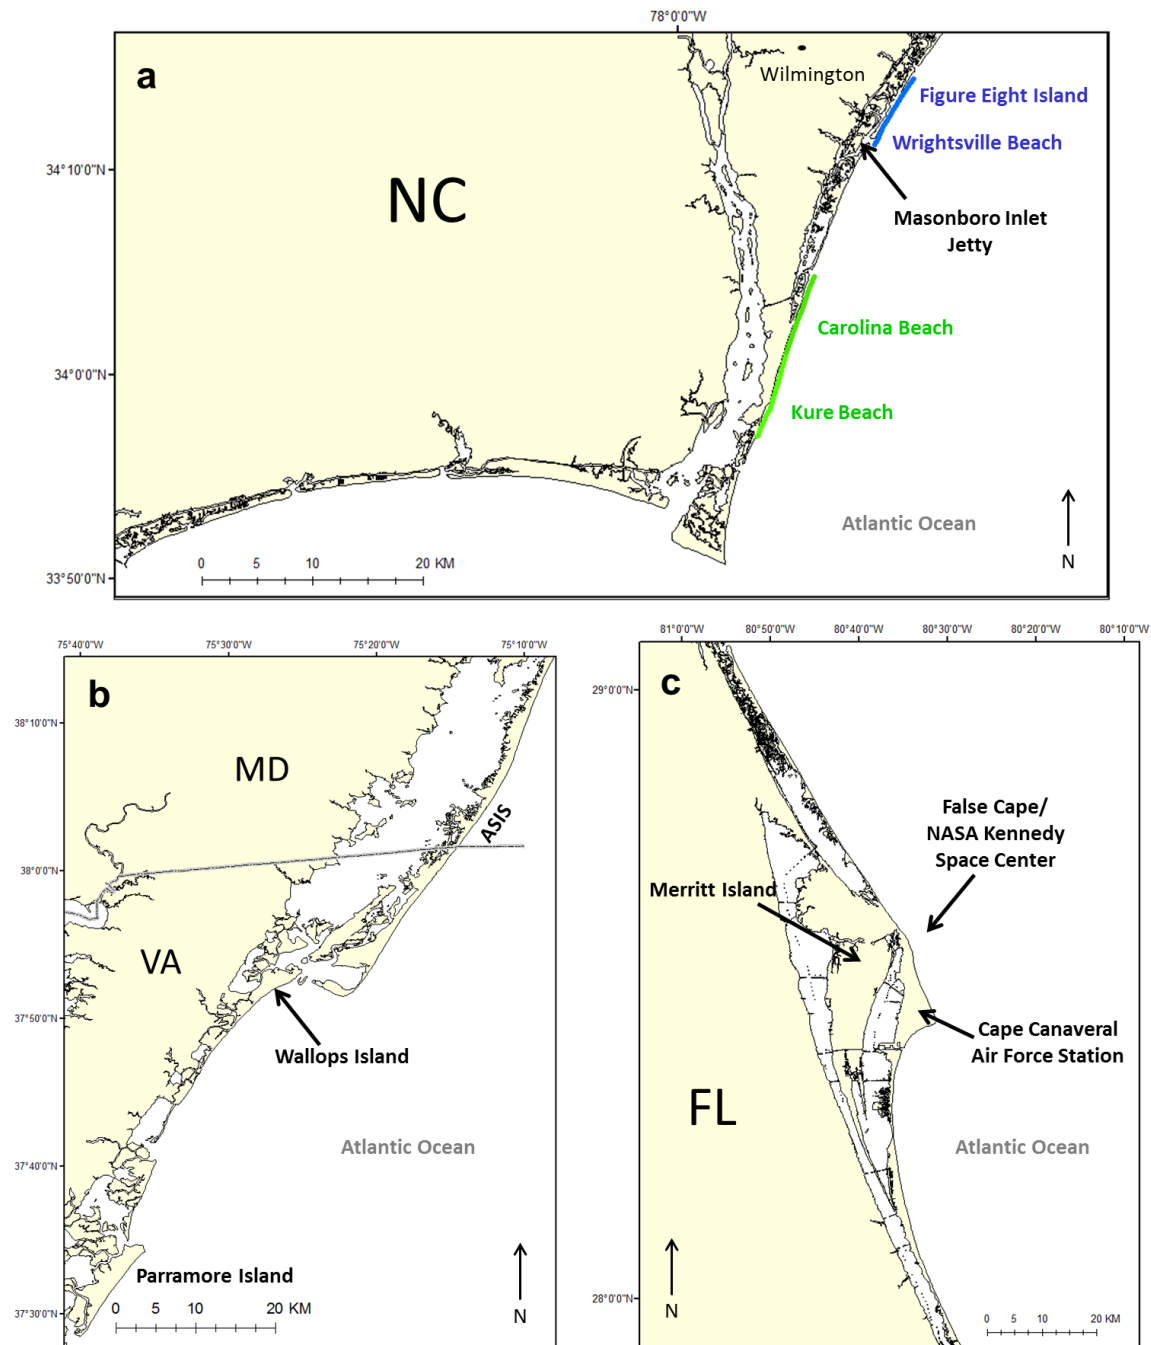 78°0'0"W
a
Wilmington
Figure Eight Island
Wrightsville Beach
34°10'0"N
NC
Masonboro Inlet
Jetty
Carolina Beach
34°0'0"N
Kure Beach
Atlantic Ocean
0 5 10 20 KM
N
33°50'0"N
75°40'0"W 75°30'0"W 75°20'0"W 75°10'0"W
b
38°10'0"N
MD
ASIS
38°0'0"N
VA
37°50'0"N
Wallops Island
Atlantic Ocean
37°40'0"N
Parramore Island
0 5 10 20 KM
N
37°30'0"N
81°0'0"W 80°50'0"W 80°40'0"W 80°30'0"W 80°20'0"W 80°10'0"W
c
29°0'0"N
False Cape/
NASA Kennedy
Space Center
Merritt Island
Cape Canaveral
Air Force Station
FL
Atlantic Ocean
28°0'0"N
N
0 5 10 20 KM